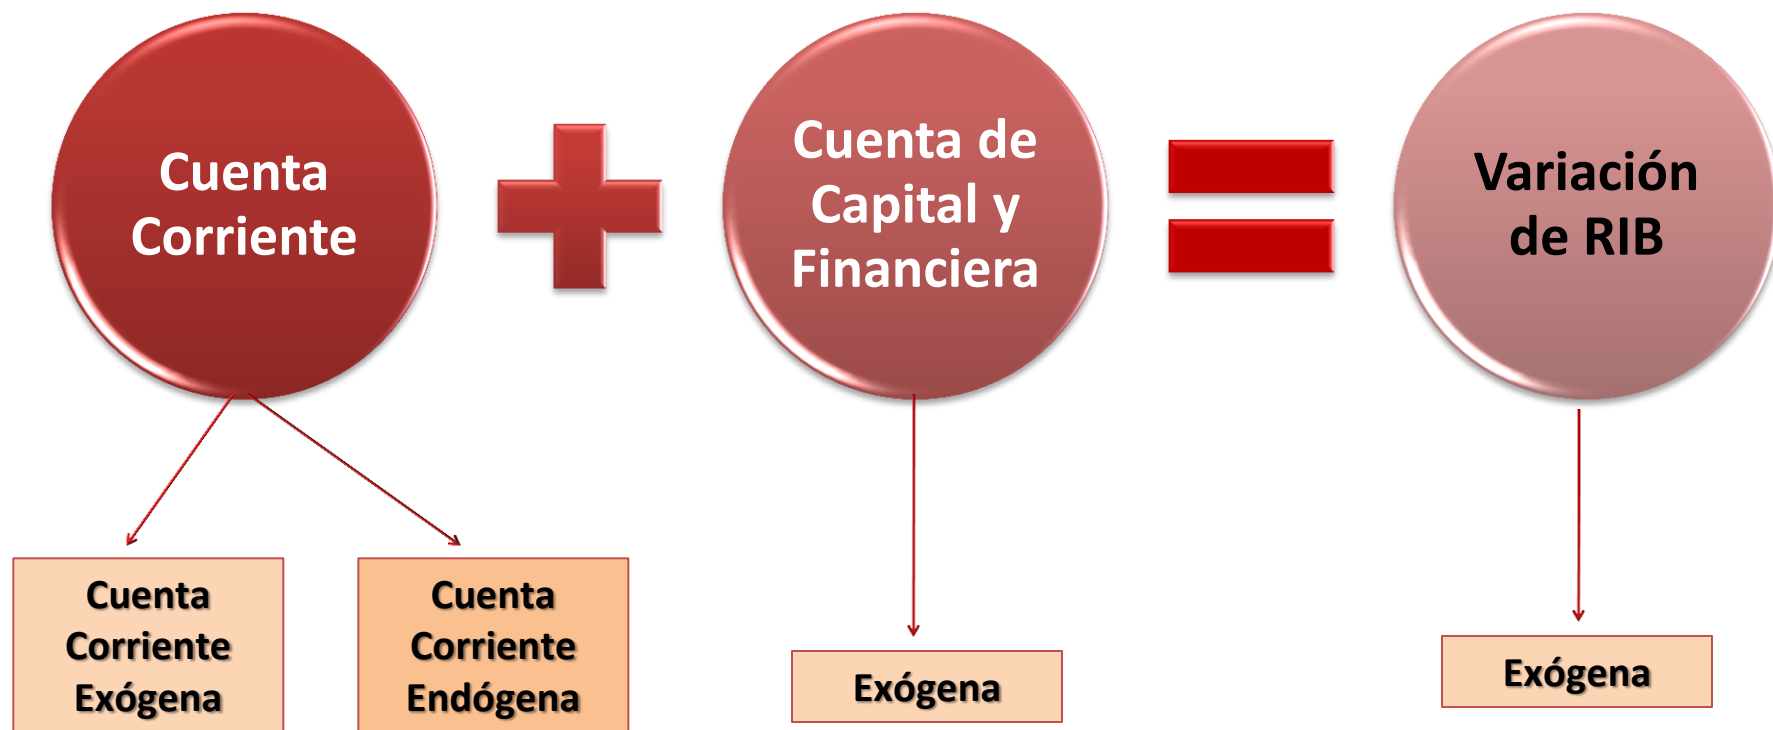 Cuenta
Corriente
Cuenta de
Capital y
Financiera
Variación
de RIB
Cuenta
Corriente
Exógena
Cuenta
Corriente
Endógena
Exógena
Exógena